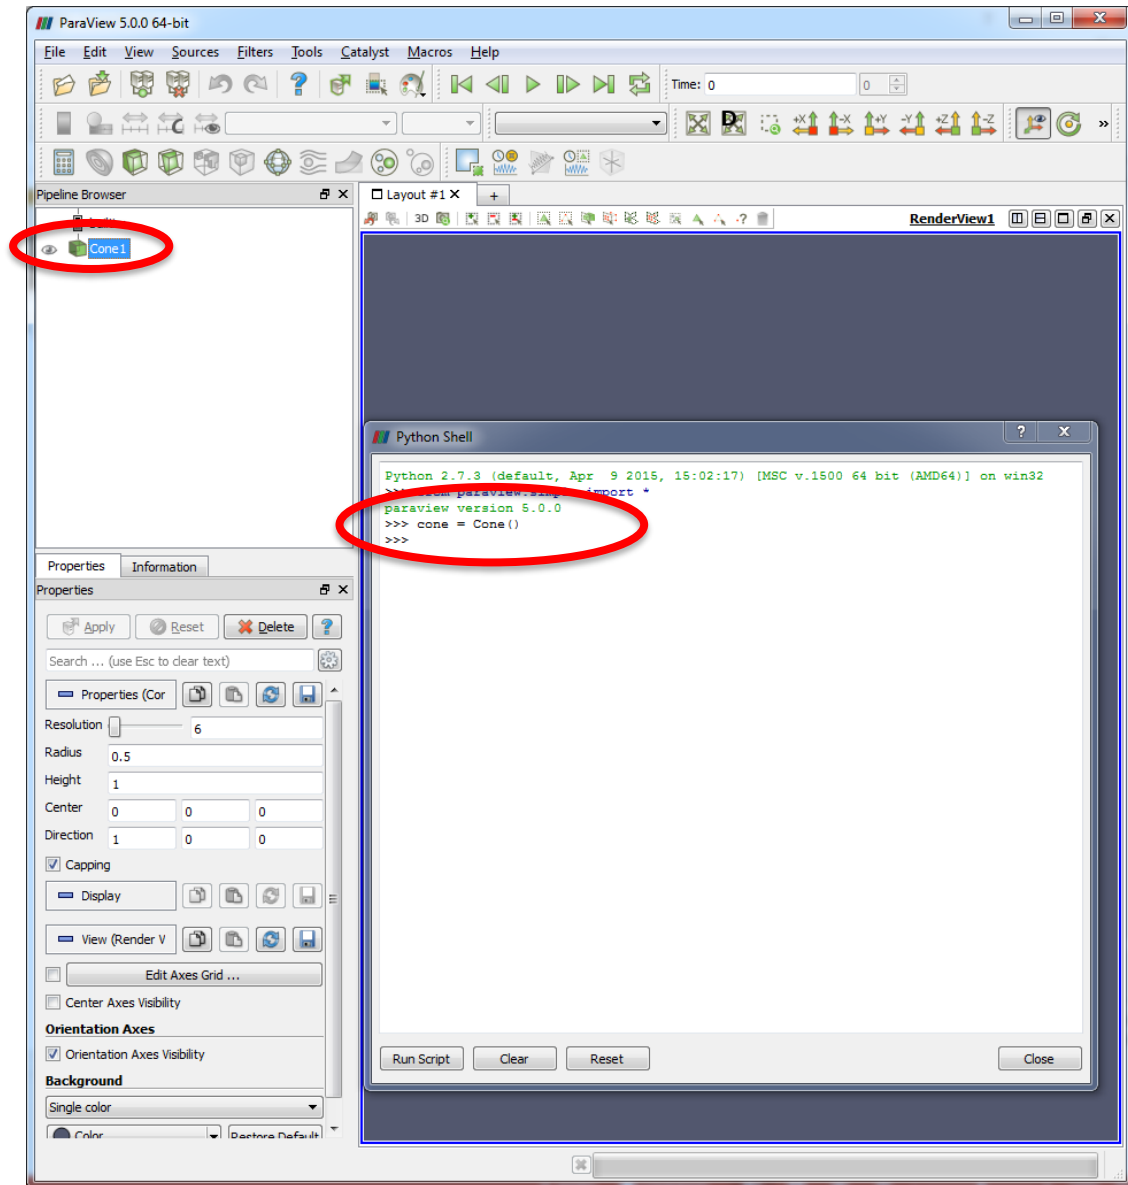 ParaView 5.0.0 64-bit
File Edit View Sources Filters Tools Catalyst Macros Help
Time: 0 0
+X -X +Y -Y +Z -Z
Pipeline Browser
Layout #1
3D
RenderView1
Cone1
Python Shell
Python 2.7.3 (default, Apr 9 2015, 15:02:17) [MSC v.1500 64 bit (AMD64)] on win32
>>> from paraview.simple import *
paraview version 5.0.0
>>> cone = Cone()
>>>
Properties Information
Properties
Apply Reset Delete ?
Search ... (use Esc to clear text)
Properties (Cor
Resolution 6
Radius 0.5
Height 1
Center 0 0 0
Direction 1 0 0
Capping
Display
View (Render V
Edit Axes Grid ...
Center Axes Visibility
Orientation Axes
Orientation Axes Visibility
Background
Single color
Color Restore Default
Run Script Clear Reset Close